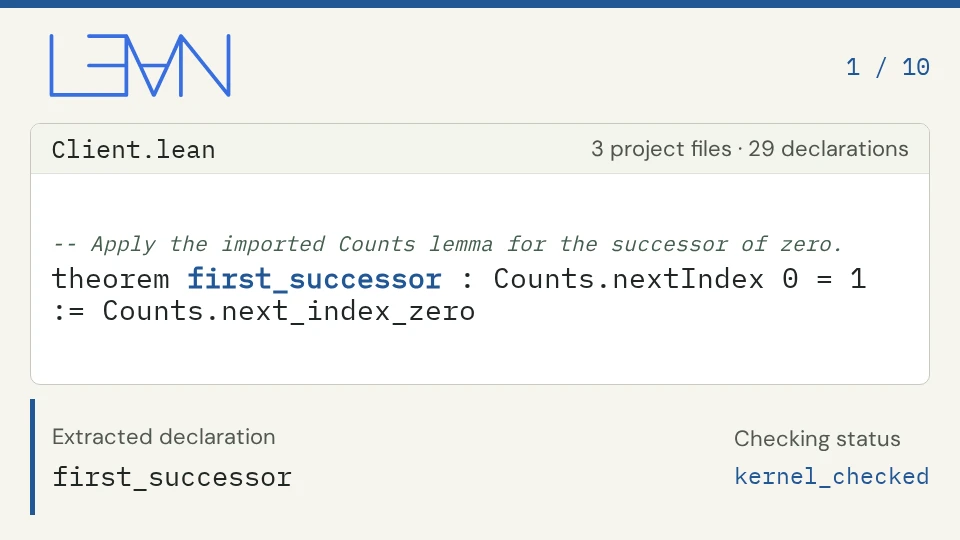 LEAN
1 / 10
Client.lean
3 project files · 29 declarations
-- Apply the imported Counts lemma for the successor of zero.
theorem first_successor : Counts.nextIndex 0 = 1
:= Counts.next_index_zero
Extracted declaration
first_successor
Checking status
kernel_checked